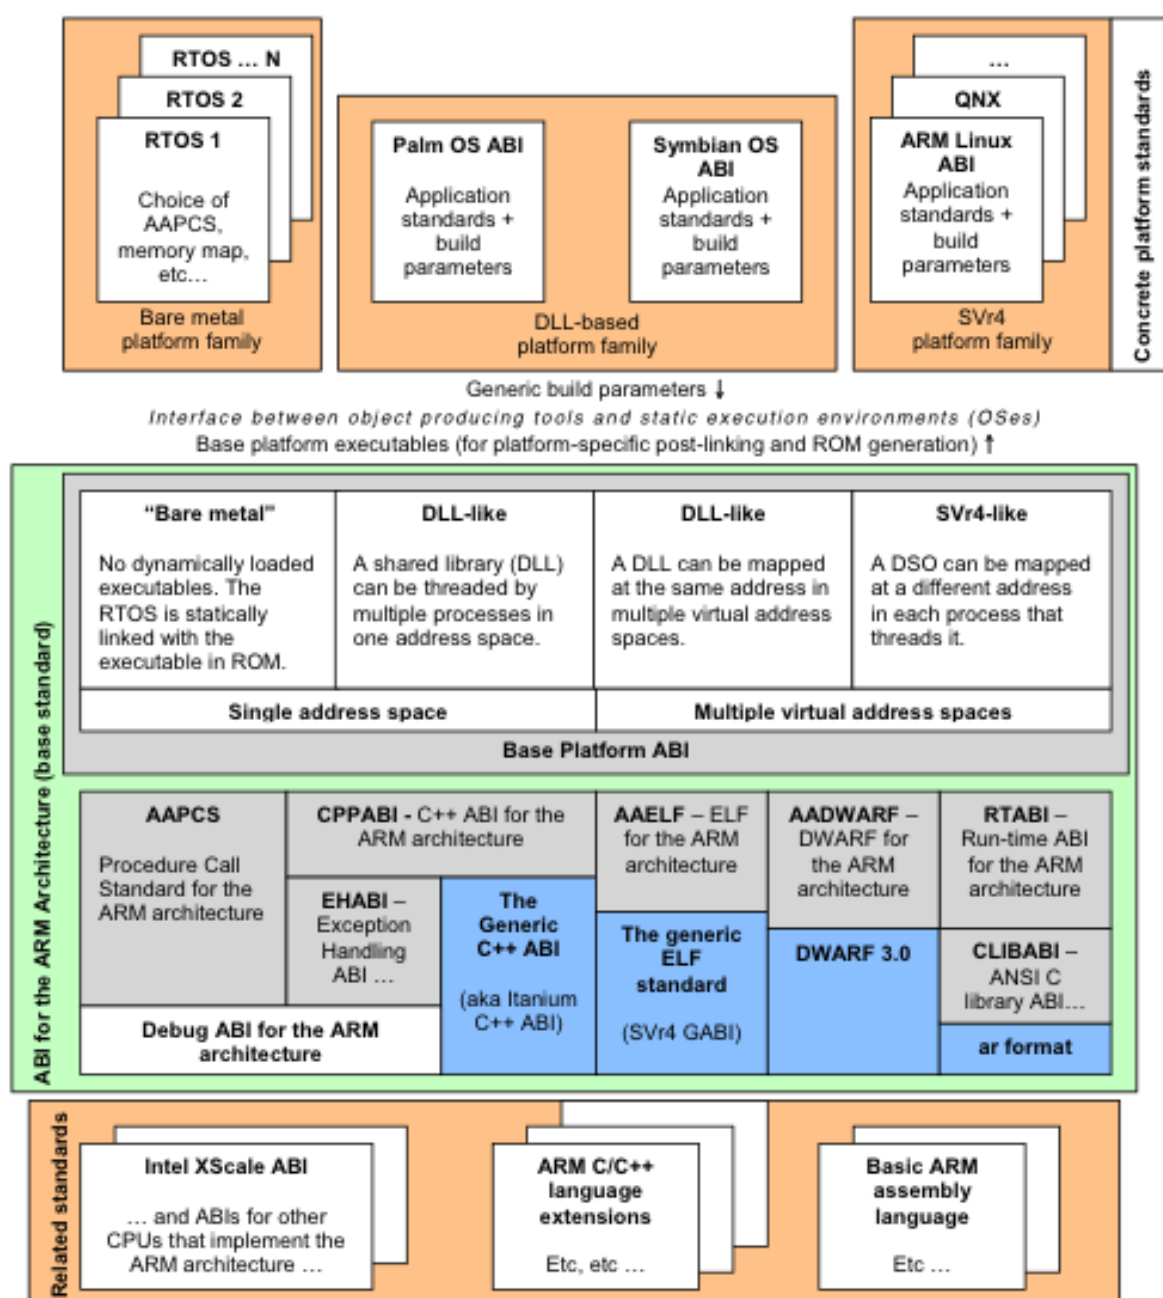 RTOS … N
RTOS 2
RTOS 1
Choice of
AAPCS,
memory map,
etc…
Bare metal
platform family
Palm OS ABI
Application
standards +
build
parameters
Symbian OS
ABI
Application
standards +
build
parameters
DLL-based
platform family
…
QNX
ARM Linux
ABI
Application
standards +
build
parameters
SVr4
platform family
Concrete platform standards
Generic build parameters ↓
Interface between object producing tools and static execution environments (OSes)
Base platform executables (for platform-specific post-linking and ROM generation) ↑
ABI for the ARM Architecture (base standard)
“Bare metal”
No dynamically loaded
executables. The
RTOS is statically
linked with the
executable in ROM.
DLL-like
A shared library (DLL)
can be threaded by
multiple processes in
one address space.
DLL-like
A DLL can be mapped
at the same address in
multiple virtual address
spaces.
SVr4-like
A DSO can be mapped
at a different address
in each process that
threads it.
Single address space
Multiple virtual address spaces
Base Platform ABI
AAPCS
Procedure Call
Standard for the
ARM architecture
CPPABI - C++ ABI for the
ARM architecture
EHABI –
Exception
Handling
ABI …
The
Generic
C++ ABI
(aka Itanium
C++ ABI)
Debug ABI for the ARM
architecture
AAELF – ELF
for the ARM
architecture
The generic
ELF
standard
(SVr4 GABI)
AADWARF –
DWARF for
the ARM
architecture
DWARF 3.0
RTABI –
Run-time ABI
for the ARM
architecture
CLIBABI –
ANSI C
library ABI…
ar format
Related standards
Intel XScale ABI
… and ABIs for other
CPUs that implement the
ARM architecture …
ARM C/C++
language
extensions
Etc, etc …
Basic ARM
assembly
language
Etc …